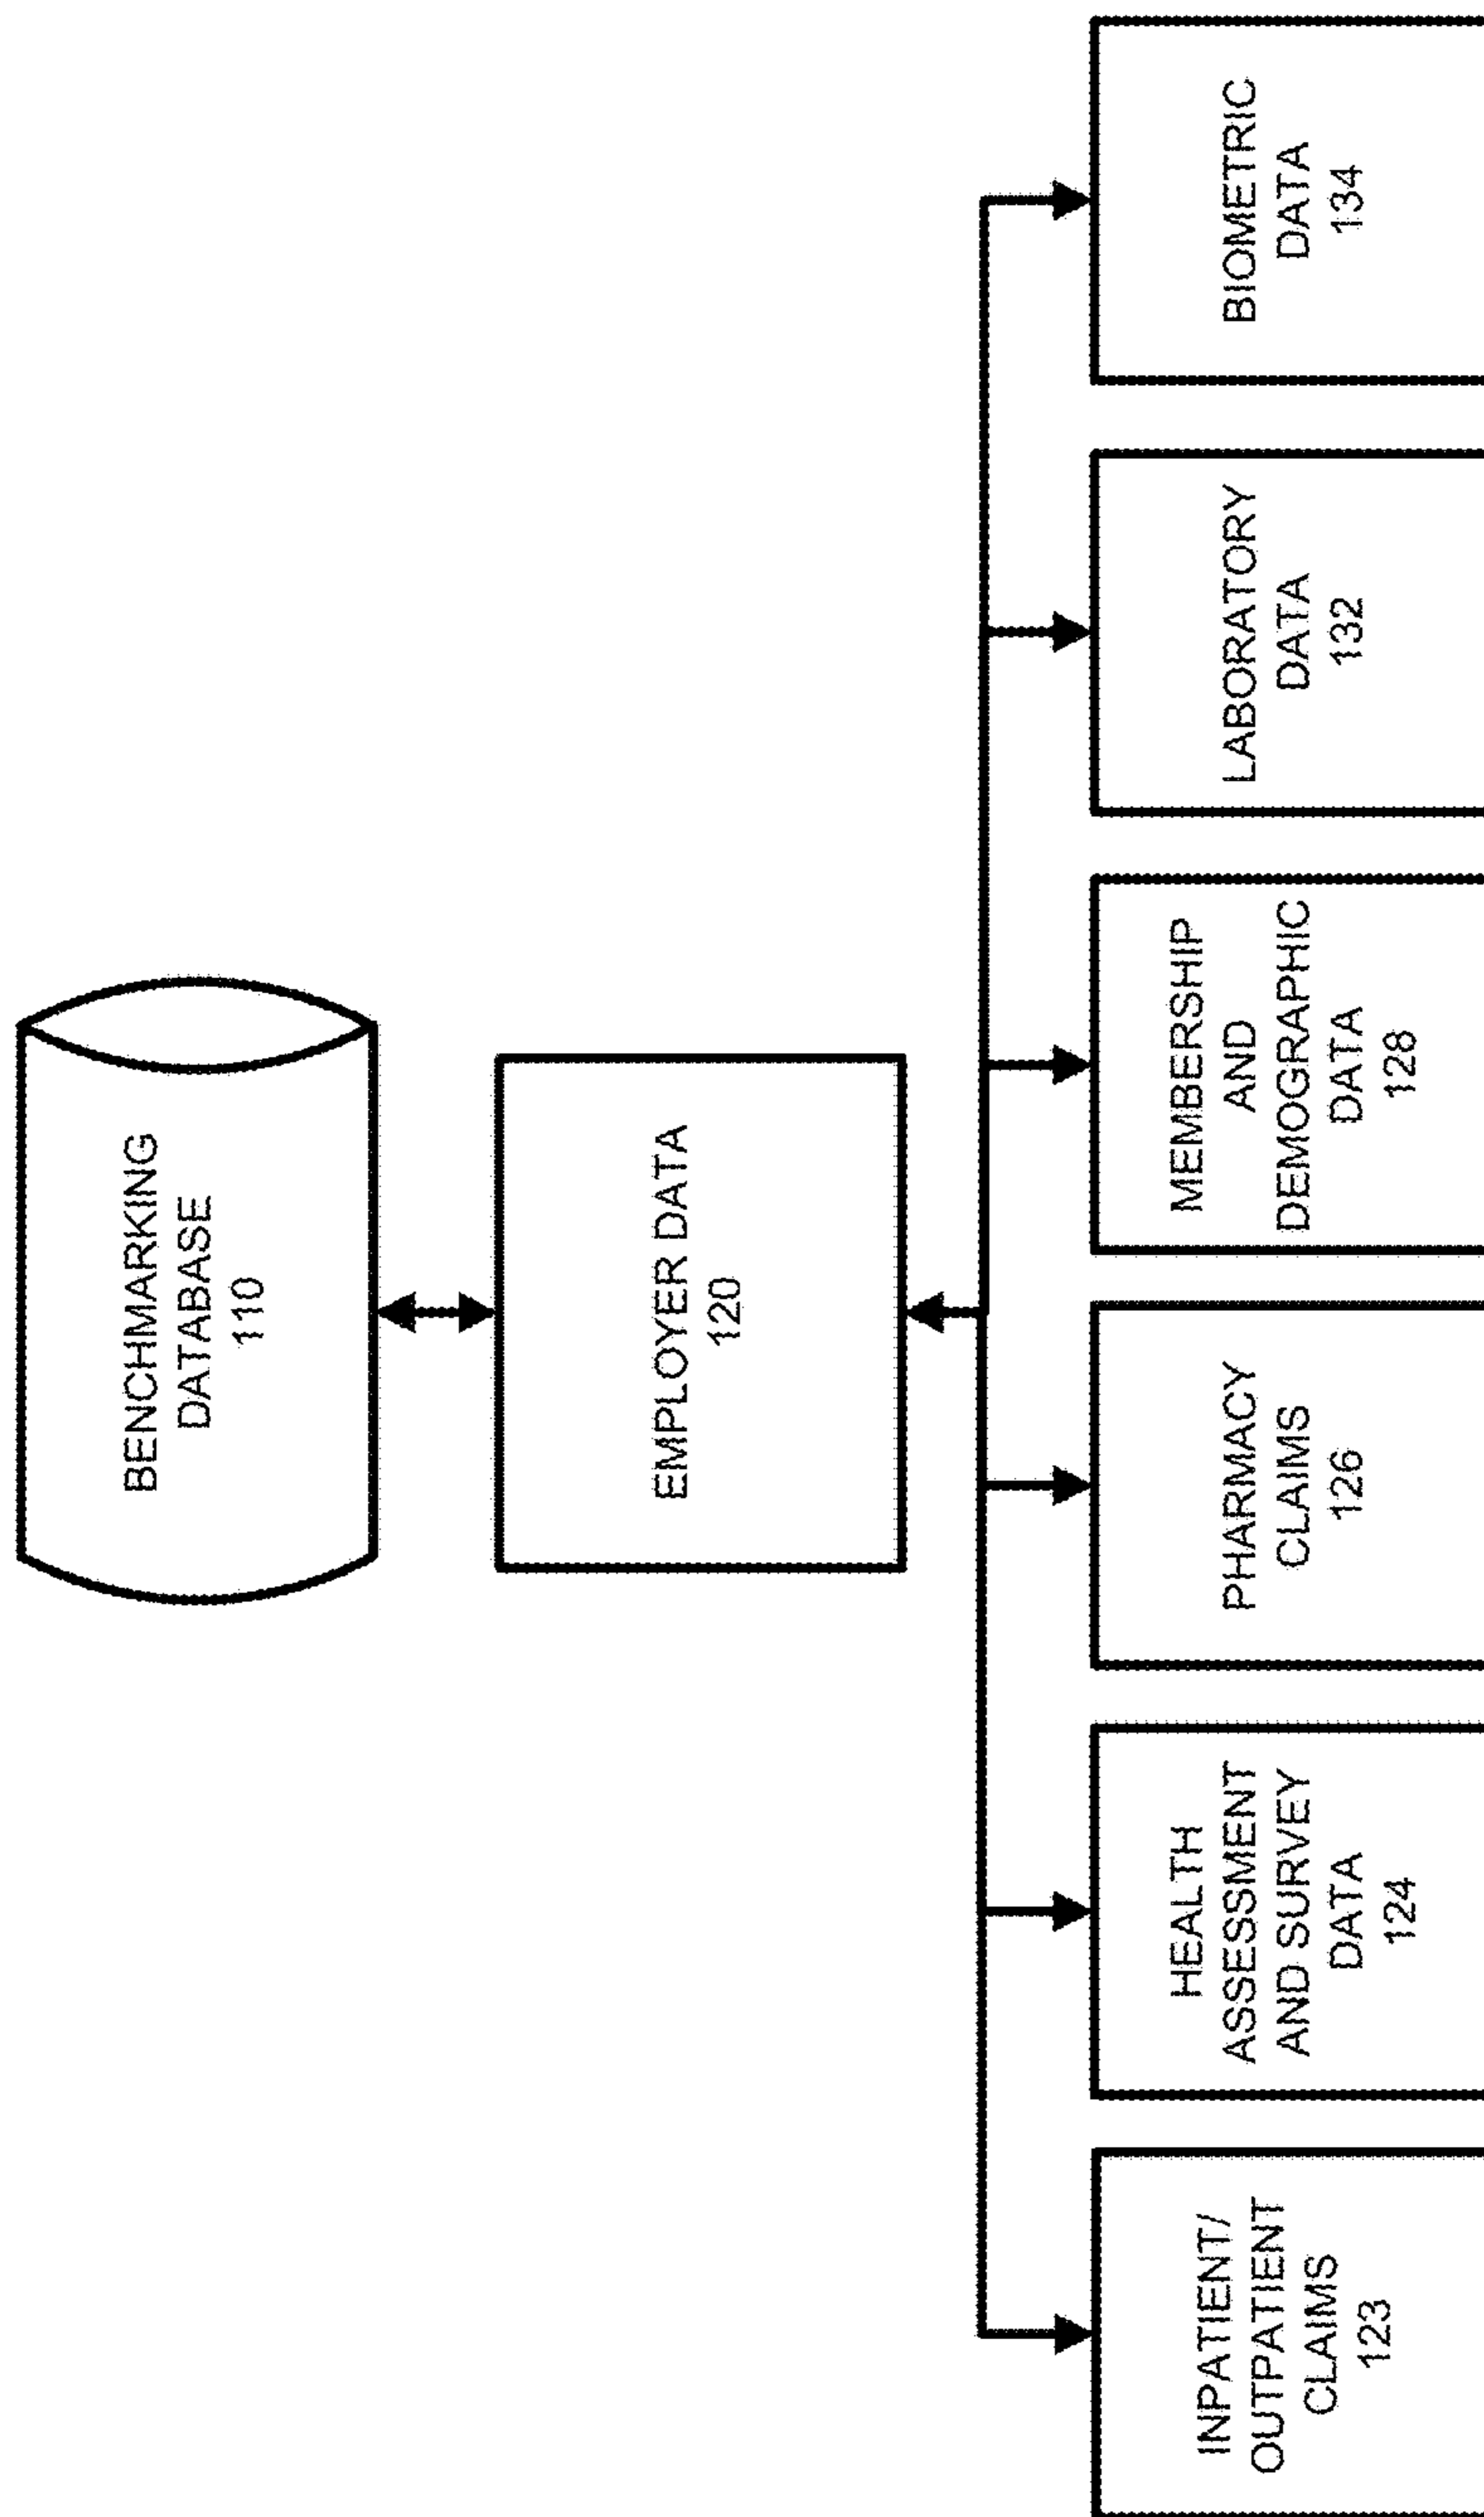 BENCHMARKING
DATABASE
110
EMPLOYER DATA
120
INPATIENT/
OUTPATIENT
CLAIMS
123
HEALTH
ASSESSMENT
AND SURVEY
DATA
124
PHARMACY
CLAIMS
126
MEMBERSHIP
AND
DEMOGRAPHIC
DATA
128
LABORATORY
DATA
132
BIOMETRIC
DATA
134